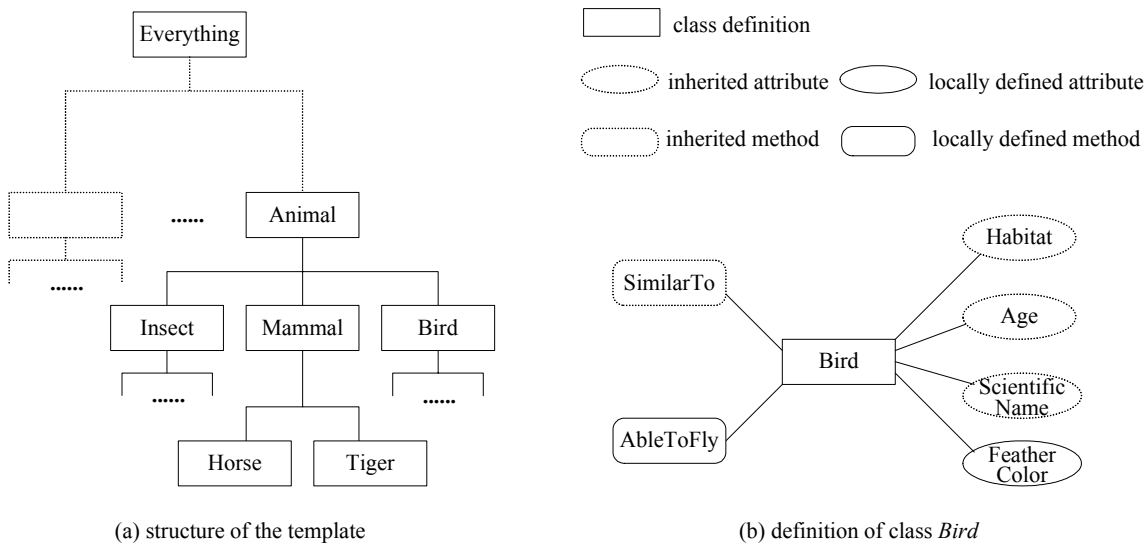 Everything
......
Animal
......
Insect
Mammal
Bird
......
......
Horse
Tiger
(a) structure of the template
class definition
inherited attribute
locally defined attribute
inherited method
locally defined method
Habitat
SimilarTo
Age
Bird
Scientific
Name
AbleToFly
Feather
Color
(b) definition of class Bird